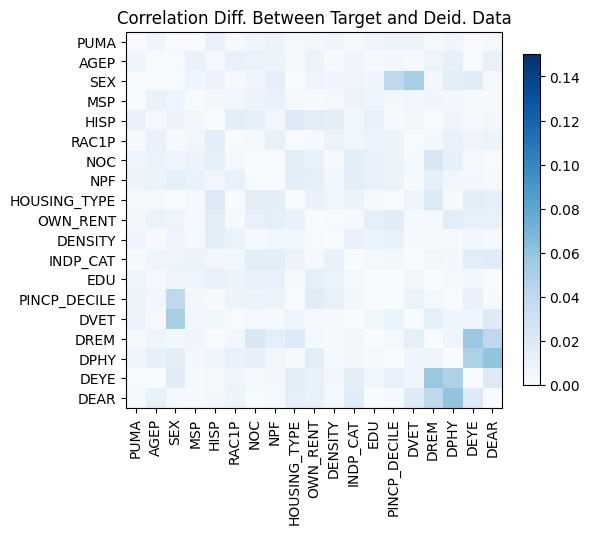 Correlation Diff. Between Target and Deid. Data
PUMA
AGEP
SEX
MSP
HISP
RAC1P
NOC
NPF
HOUSING_TYPE
OWN_RENT
DENSITY
INDP_CAT
EDU
PINCP_DECILE
DVET
DREM
DPHY
DEYE
DEAR
PUMA
AGEP
SEX
MSP
HISP
RAC1P
NOC
NPF
HOUSING_TYPE
OWN_RENT
DENSITY
INDP_CAT
EDU
PINCP_DECILE
DVET
DREM
DPHY
DEYE
DEAR
0.14
0.12
0.10
0.08
0.06
0.04
0.02
0.00